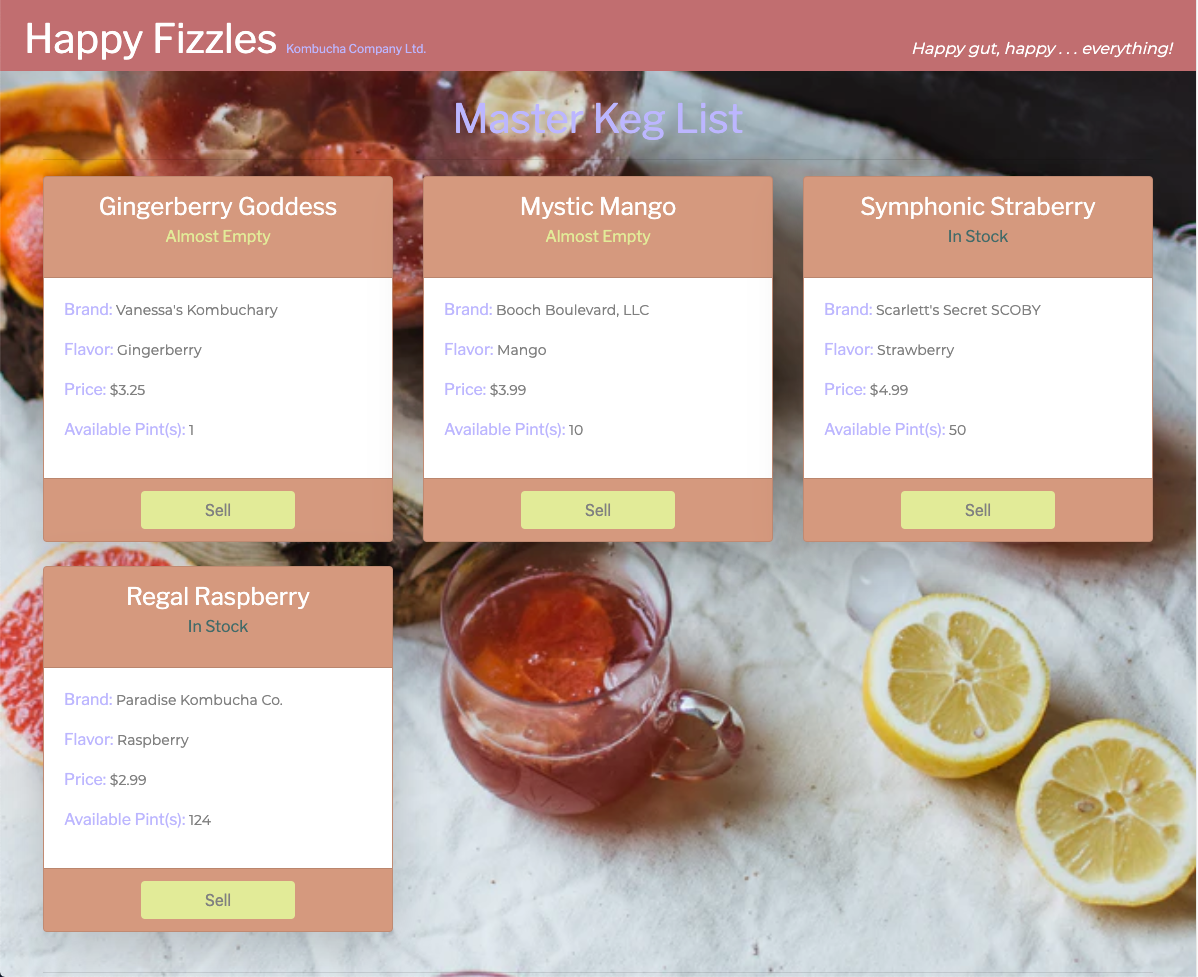 Happy Fizzles Kombucha Company Ltd.
Happy gut, happy . . . everything!
Master Keg List
Gingerberry Goddess
Almost Empty
Brand: Vanessa's Kombuchary
Flavor: Gingerberry
Price: $3.25
Available Pint(s): 1
Sell
Mystic Mango
Almost Empty
Brand: Booch Boulevard, LLC
Flavor: Mango
Price: $3.99
Available Pint(s): 10
Sell
Symphonic Straberry
In Stock
Brand: Scarlett's Secret SCOBY
Flavor: Strawberry
Price: $4.99
Available Pint(s): 50
Sell
Regal Raspberry
In Stock
Brand: Paradise Kombucha Co.
Flavor: Raspberry
Price: $2.99
Available Pint(s): 124
Sell